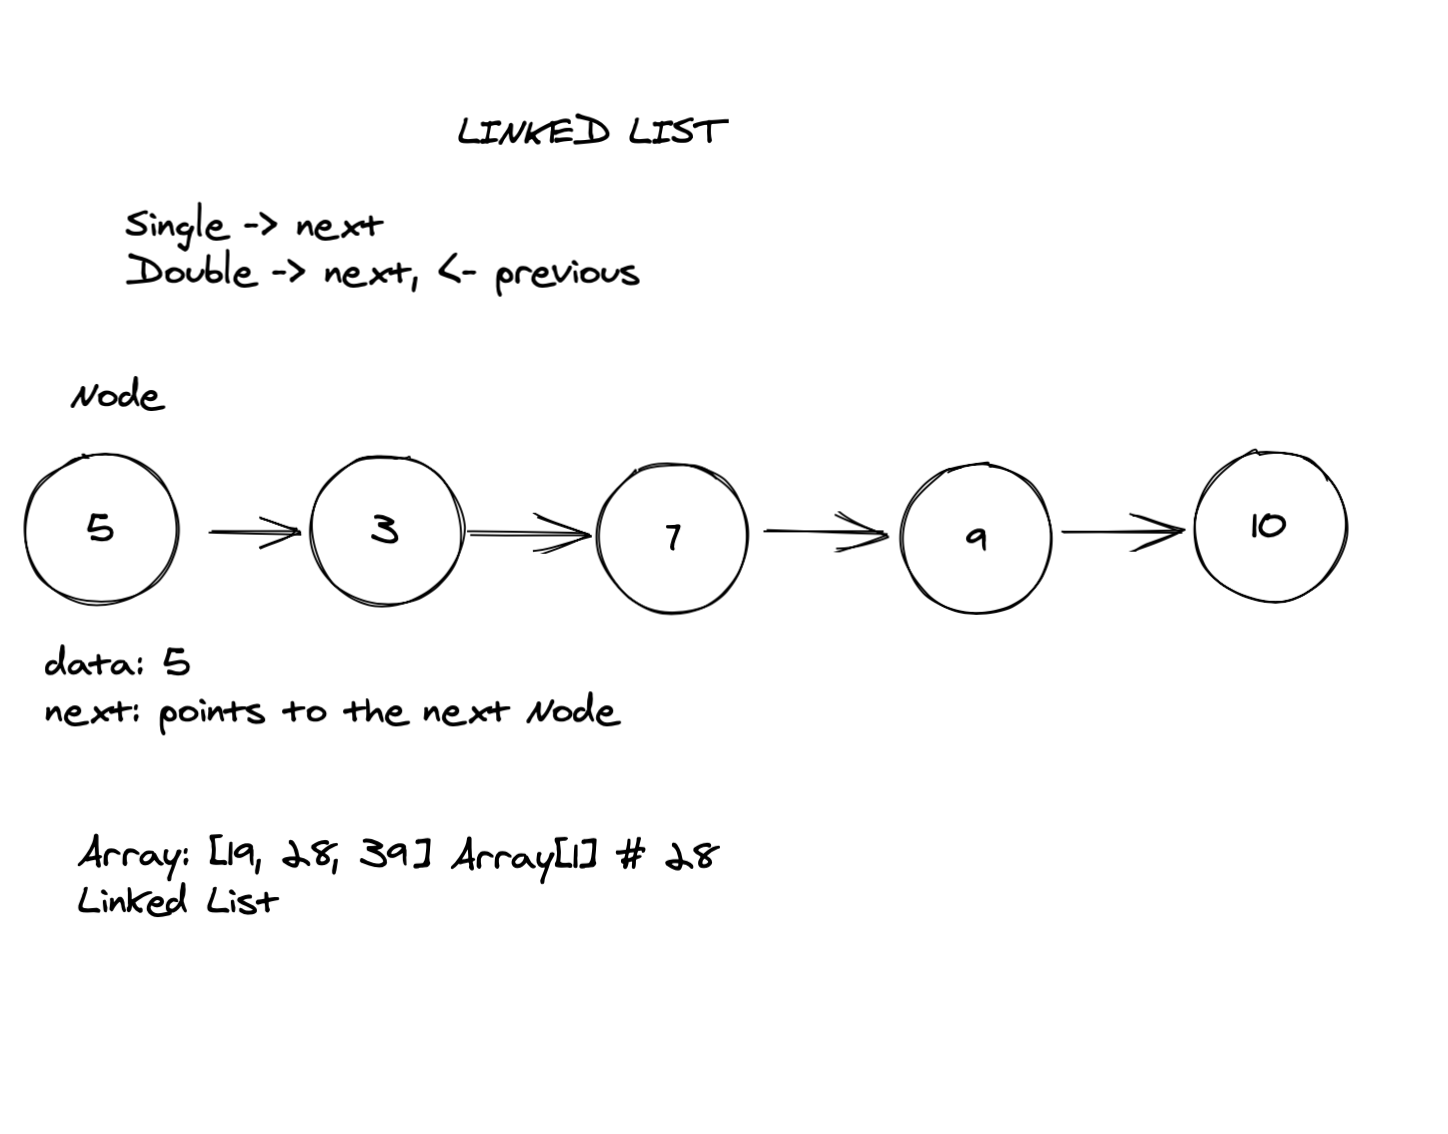 LINKED LIST
Single -> next
Double -> next, <- previous
Node
5 3 7 9 10
data: 5
next: points to the next Node
Array: [19, 28, 39] Array[1] # 28
Linked List